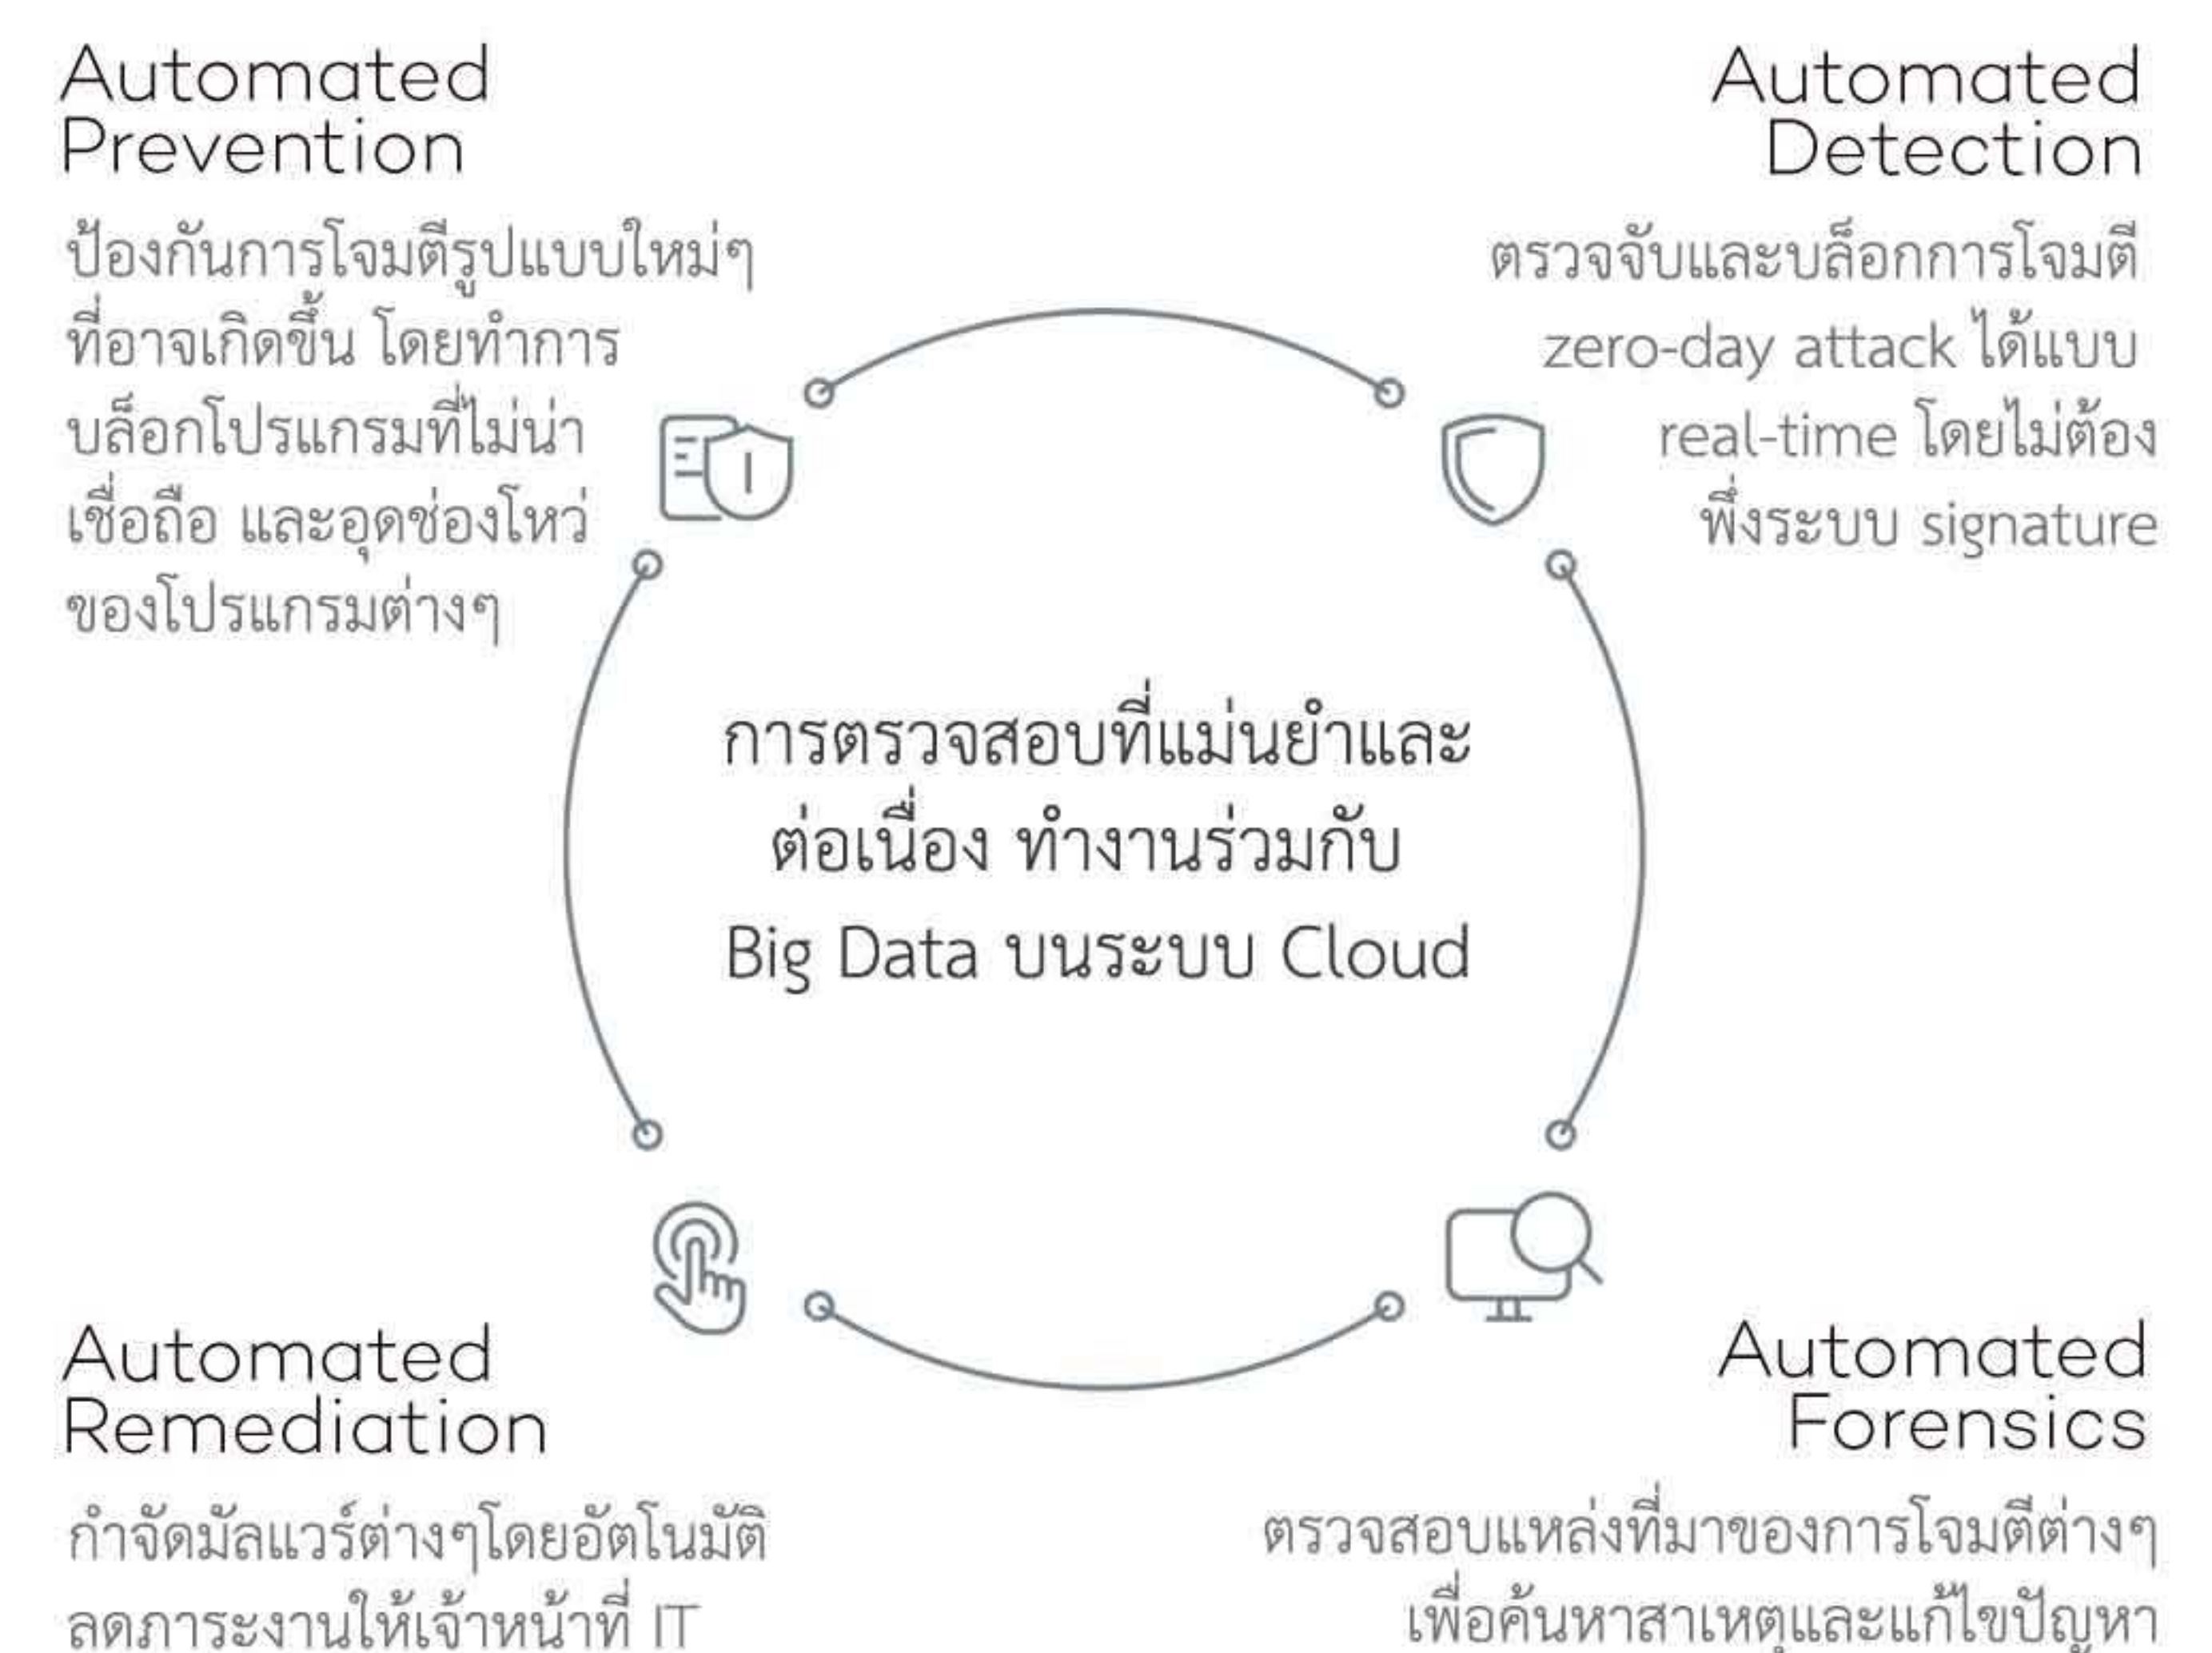 Automated
Prevention
ป้องกันการโจมตีรูปแบบใหม่ๆ
ที่อาจเกิดขึ้น โดยทำการ
บล็อกโปรแกรมที่ไม่น่า
เชื่อถือ และอุดช่องโหว่
ของโปรแกรมต่างๆ
Automated
Detection
ตรวจจับและบล็อกการโจมตี
zero-day attack ได้แบบ
real-time โดยไม่ต้อง
พึ่งระบบ signature
การตรวจสอบที่แม่นยำและ
ต่อเนื่อง ทำงานร่วมกับ
Big Data บนระบบ Cloud
Automated
Remediation
กำจัดมัลแวร์ต่างๆโดยอัตโนมัติ
ลดภาระงานให้เจ้าหน้าที่ IT
Automated
Forensics
ตรวจสอบแหล่งที่มาของการโจมตีต่างๆ
เพื่อค้นหาสาเหตุและแก้ไขปัญหา